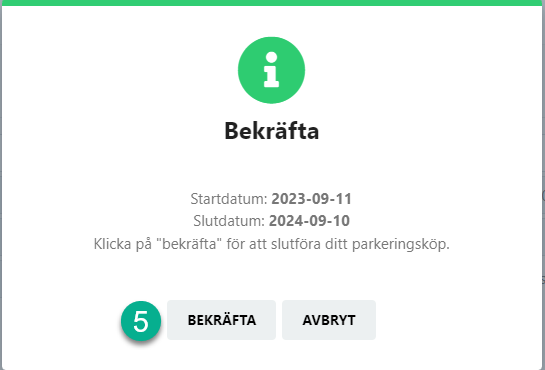 Bekräfta
Startdatum: 2023-09-11
Slutdatum: 2024-09-10
Klicka på "bekräfta" för att slutföra ditt parkeringsköp.
5 BEKRÄFTA AVBRYT